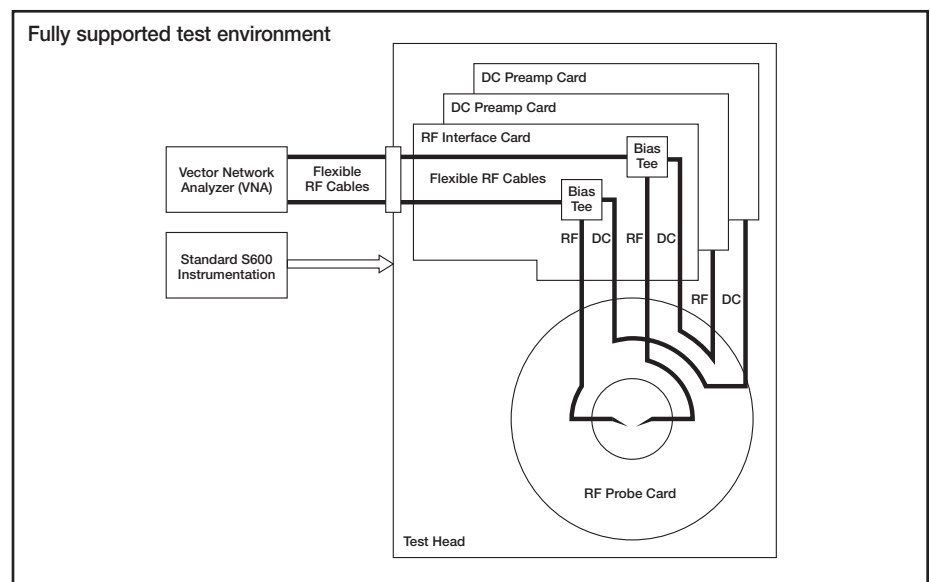 Fully supported test environment
DC Preamp Card
DC Preamp Card
RF Interface Card
Bias
Tee
Vector Network
Analyzer (VNA)
Flexible
RF Cables
Flexible RF Cables
Bias
Tee
RF DC RF DC
Standard S600
Instrumentation
RF DC
RF Probe Card
Test Head